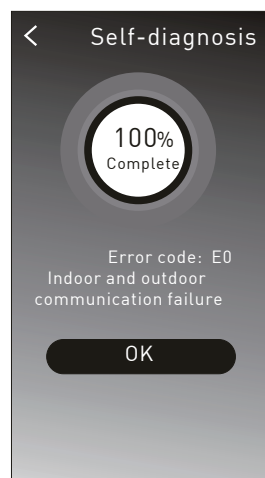 Self-diagnosis
100%
Complete
Error code: E0
Indoor and outdoor
communication failure
OK